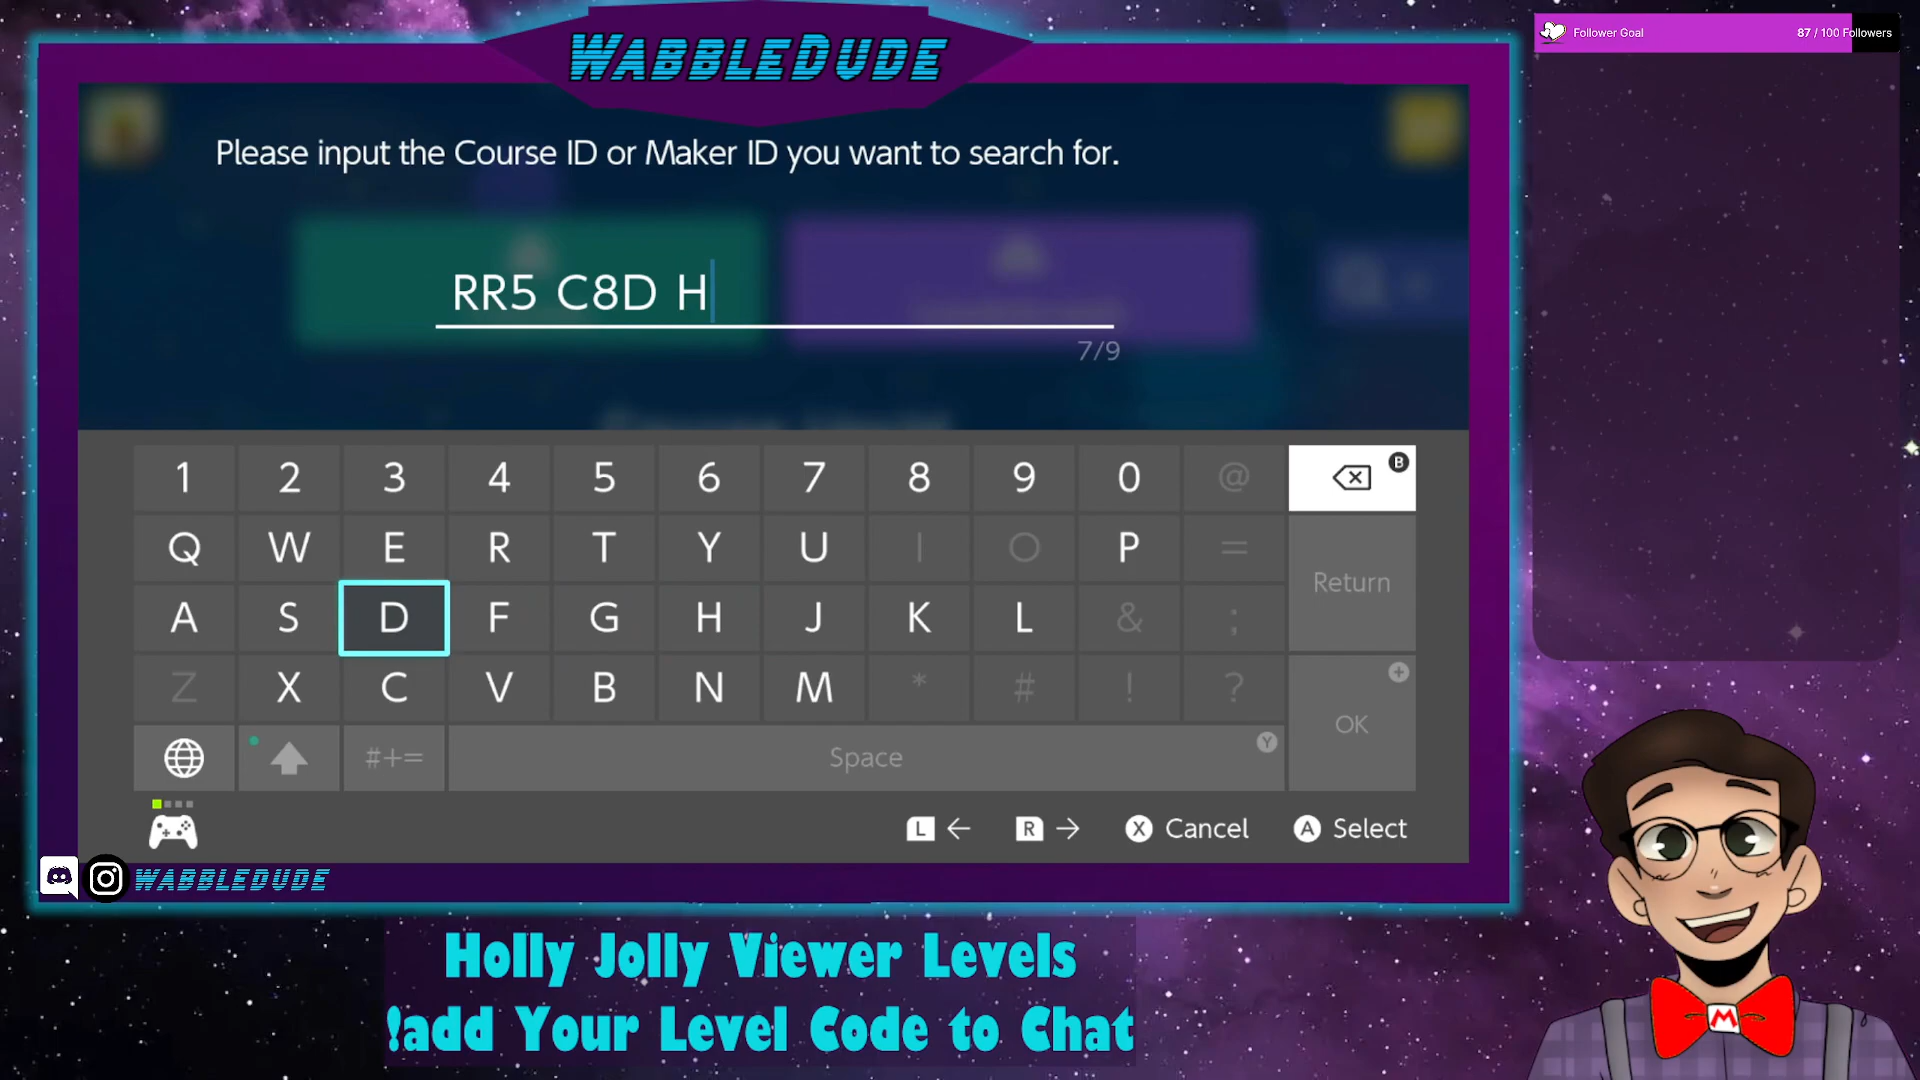 WABBLEDUDE
Follower Goal 87 / 100 Followers
Please input the Course ID or Maker ID you want to search for.
RR5 C8D H
7/9
1 2 3 4 5 6 7 8 9 0 @ B
Q W E R T Y U I O P =
Return
A S D F G H J K L & ;
Z X C V B N M * # ! ?
+
OK
#+= Space Y
L ← R → X Cancel A Select
WABBLEDUDE
Holly Jolly Viewer Levels
!add Your Level Code to Chat
M